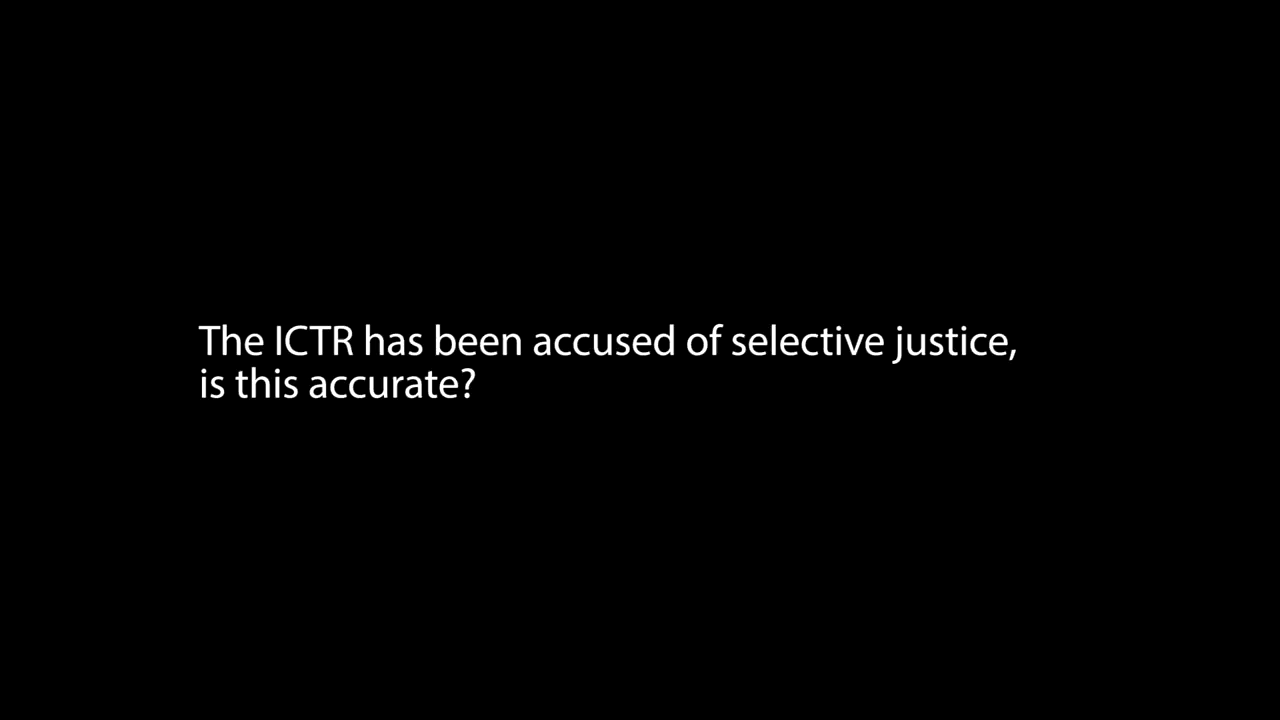 The ICTR has been accused of selective justice,
is this accurate?